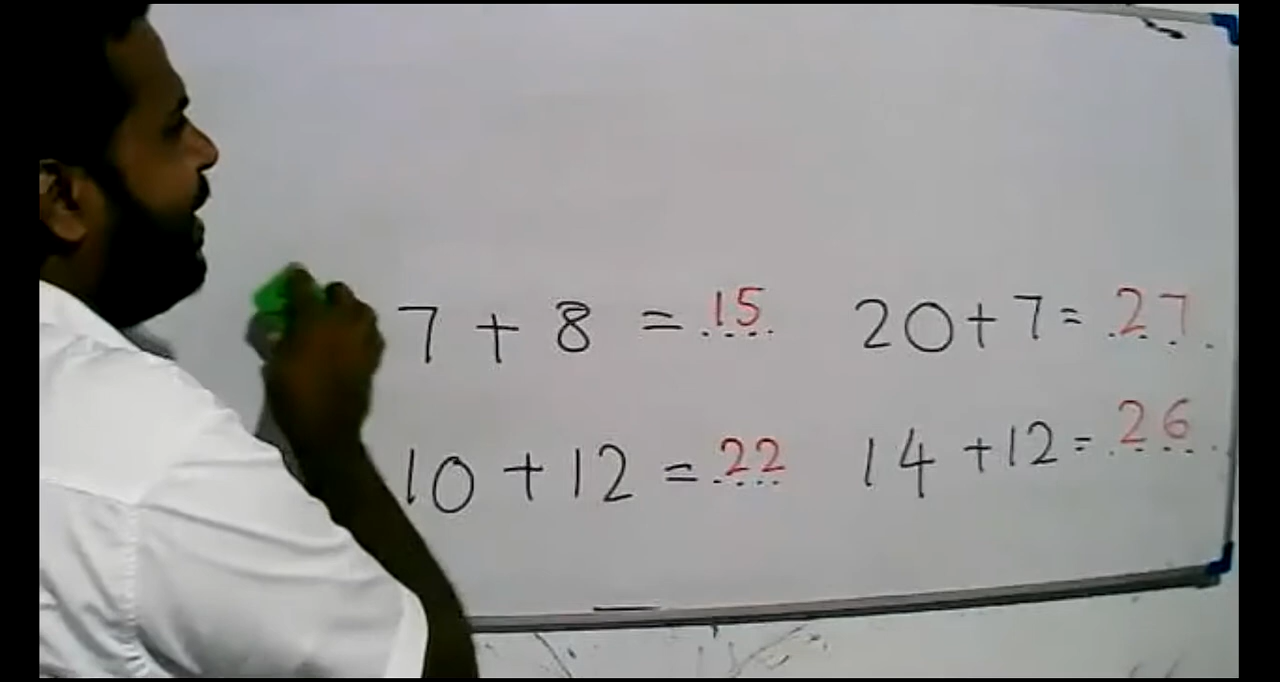 7 + 8 = 15 20 + 7 = 27
10 + 12 = 22 14 + 12 = 26